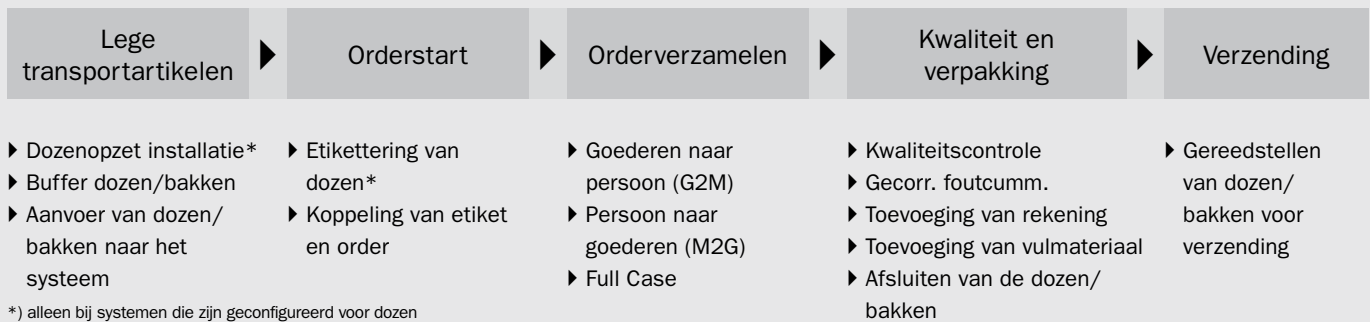 Lege
transportartikelen
Orderstart
Orderverzamelen
Kwaliteit en
verpakking
Verzending
Dozenopzet installatie*
Buffer dozen/bakken
Aanvoer van dozen/
bakken naar het
systeem
Etikettering van
dozen*
Koppeling van etiket
en order
Goederen naar
persoon (G2M)
Persoon naar
goederen (M2G)
Full Case
Kwaliteitscontrole
Gecorr. foutcumm.
Toevoeging van rekening
Toevoeging van vulmateriaal
Afsluiten van de dozen/
bakken
Gereedstellen
van dozen/
bakken voor
verzending
*) alleen bij systemen die zijn geconfigureerd voor dozen